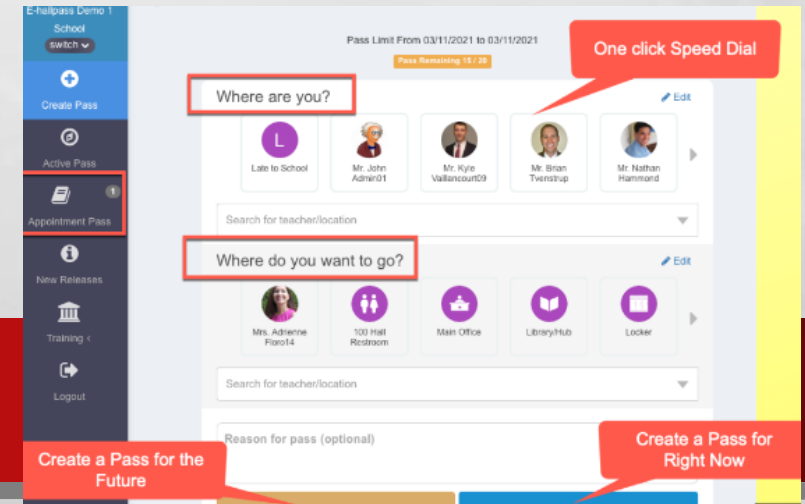 E-hallpass Demo 1
School
switch
Create Pass
Active Pass
1
Appointment Pass
New Releases
Training <
Logout
Pass Limit From 03/11/2021 to 03/11/2021
Pass Remaining 15 / 20
One click Speed Dial
Where are you?
Edit
L
Late to School
Mr. John
Admin01
Mr. Kyle
Vaillancourt09
Mr. Brian
Tvenstrup
Mr. Nathan
Hammond
Search for teacher/location
Where do you want to go?
Edit
Mrs. Adrienne
Floro14
100 Hall
Restroom
Main Office
Library/Hub
Locker
Search for teacher/location
Reason for pass (optional)
Create a Pass for the
Future
Create a Pass for
Right Now